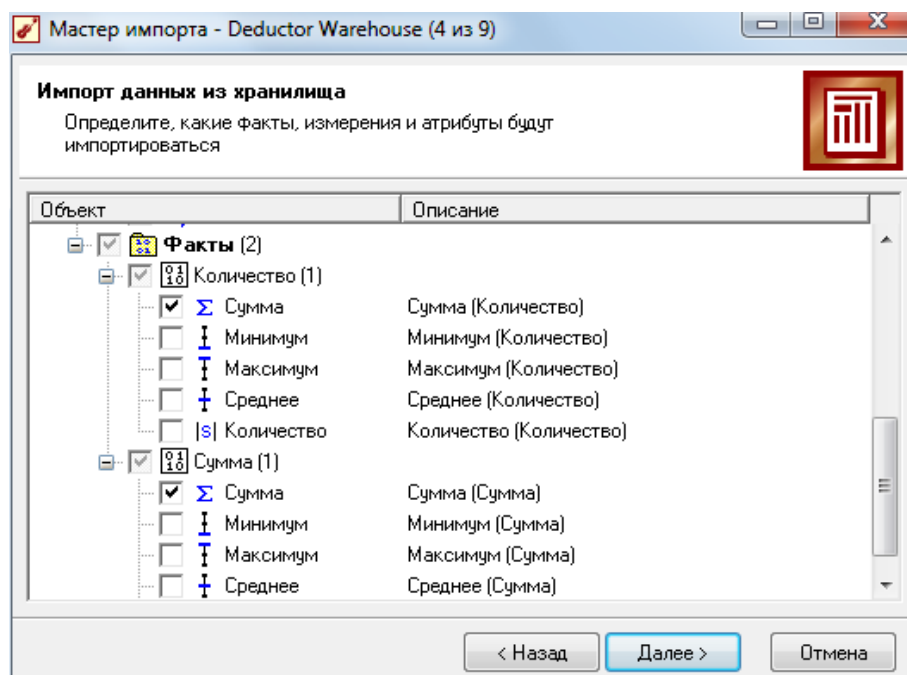 Мастер импорта - Deductor Warehouse (4 из 9)
Импорт данных из хранилища
Определите, какие факты, измерения и атрибуты будут
импортироваться
Объект Описание
Факты (2)
Количество (1)
Сумма Сумма (Количество)
Минимум Минимум (Количество)
Максимум Максимум (Количество)
Среднее Среднее (Количество)
|S| Количество Количество (Количество)
Сумма (1)
Сумма Сумма (Сумма)
Минимум Минимум (Сумма)
Максимум Максимум (Сумма)
Среднее Среднее (Сумма)
< Назад Далее > Отмена